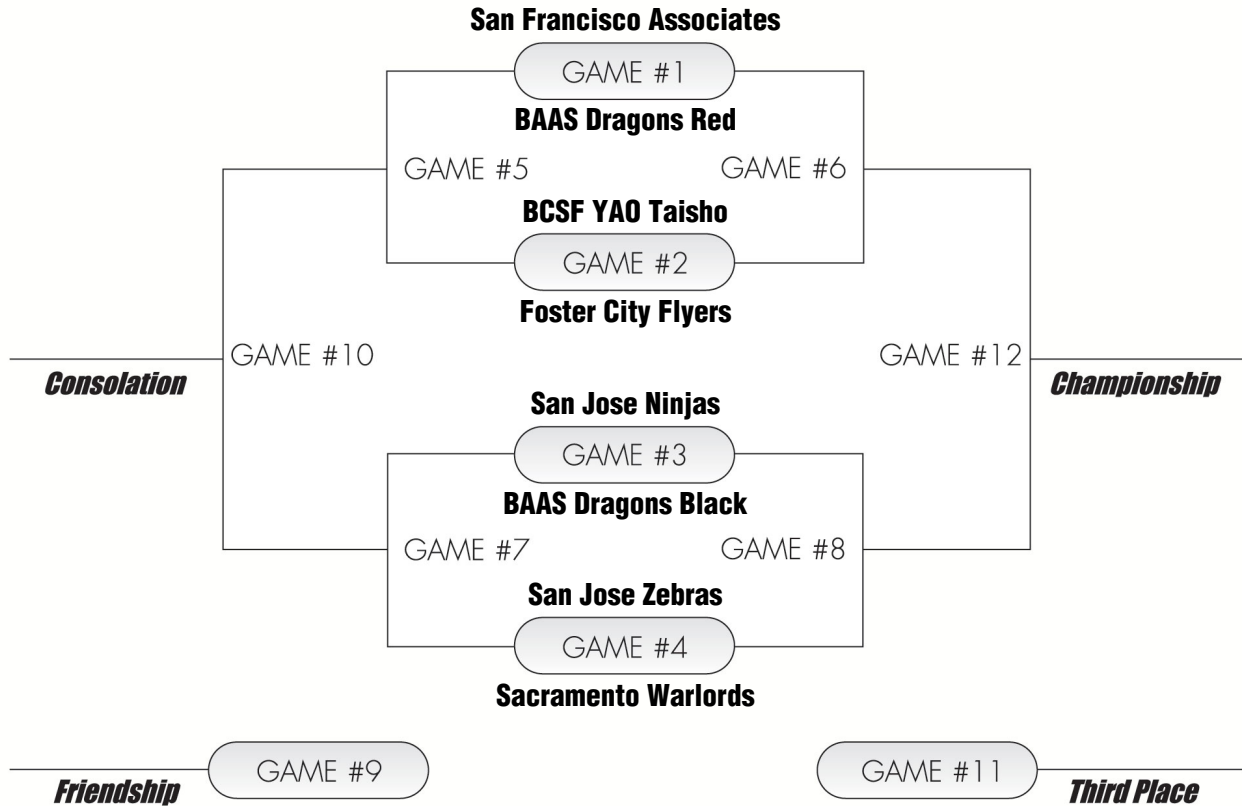 San Francisco Associates
GAME #1
BAAS Dragons Red
GAME #5
GAME #6
BCSF YAO Taisho
GAME #2
Foster City Flyers
GAME #10
GAME #12
Consolation
Championship
San Jose Ninjas
GAME #3
BAAS Dragons Black
GAME #7
GAME #8
San Jose Zebras
GAME #4
Sacramento Warlords
GAME #9
GAME #11
Friendship
Third Place